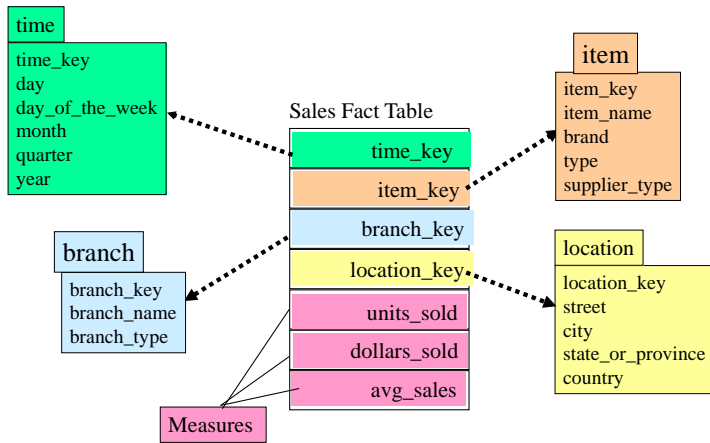 time
time_key
day
day_of_the_week
month
quarter
year
item
item_key
item_name
brand
type
supplier_type
Sales Fact Table
time_key
item_key
branch_key
location_key
units_sold
dollars_sold
avg_sales
branch
branch_key
branch_name
branch_type
location
location_key
street
city
state_or_province
country
Measures